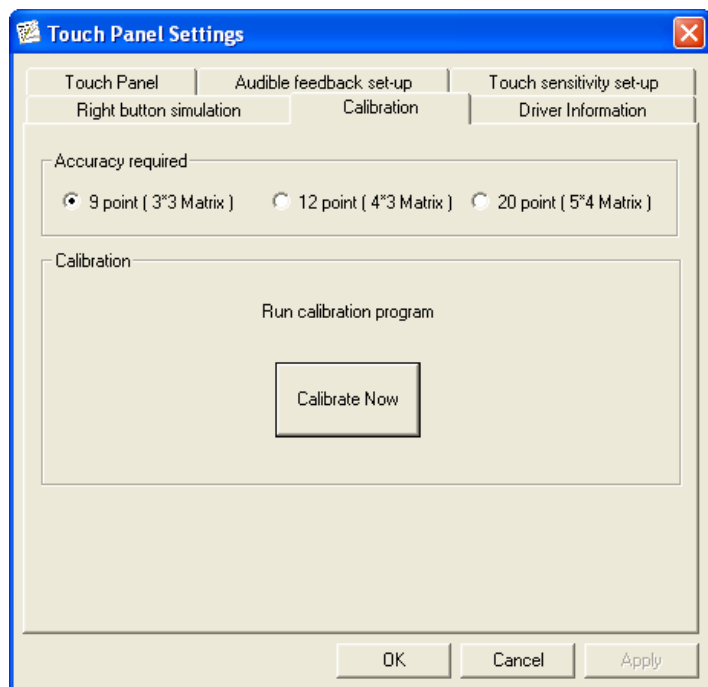 Touch Panel Settings
Touch Panel Audible feedback set-up Touch sensitivity set-up
Right button simulation Calibration Driver Information
Accuracy required
9 point ( 3*3 Matrix ) 12 point ( 4*3 Matrix ) 20 point ( 5*4 Matrix )
Calibration
Run calibration program
Calibrate Now
OK Cancel Apply